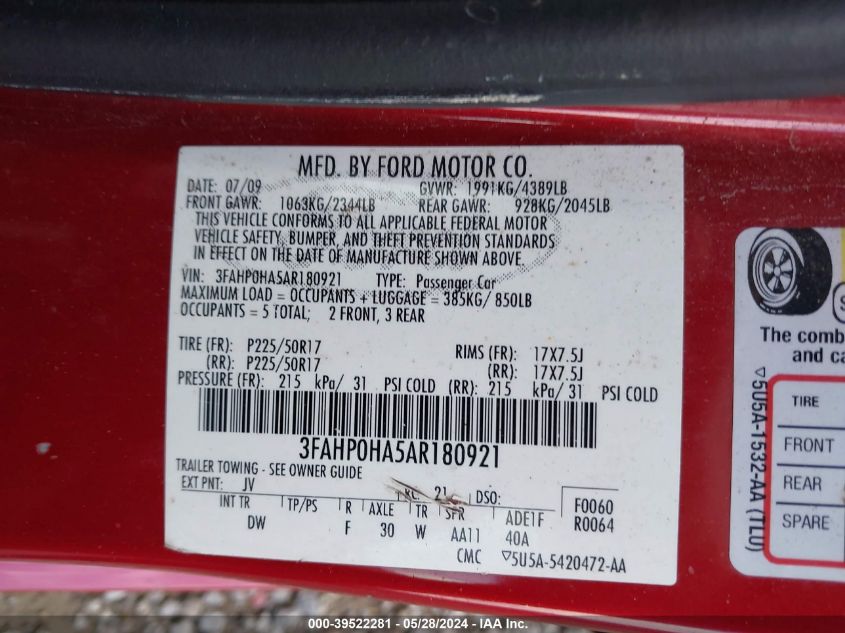 MFD. BY FORD MOTOR CO.
DATE: 07/09 GVWR: 1991KG/4389LB
FRONT GAWR: 1063KG/2344LB REAR GAWR: 928KG/2045LB
THIS VEHICLE CONFORMS TO ALL APPLICABLE FEDERAL MOTOR
VEHICLE SAFETY, BUMPER, AND THEFT PREVENTION STANDARDS
IN EFFECT ON THE DATE OF MANUFACTURE SHOWN ABOVE.
VIN: 3FAHP0HA5AR180921 TYPE: Passenger Car
MAXIMUM LOAD = OCCUPANTS + LUGGAGE = 385KG/ 850LB
OCCUPANTS = 5 TOTAL; 2 FRONT, 3 REAR
TIRE (FR): P225/50R17 RIMS (FR): 17X7.5J
(RR): P225/50R17 (RR): 17X7.5J
PRESSURE (FR): 215 kPa/ 31 PSI COLD (RR): 215 kPa/ 31 PSI COLD
3FAHP0HA5AR180921
TRAILER TOWING - SEE OWNER GUIDE
EXT PNT: JV RC: 21 DSO: F0060
INT TR TP/PS R AXLE TR SPR ADE1F R0064
DW F 30 W AA11 40A
CMC ▽5U5A-5420472-AA
The comb
and ca
TIRE
FRONT
REAR
SPARE
▽5U5A-1532-AA (TLU)
000-39522281 - 05/28/2024 - IAA Inc.